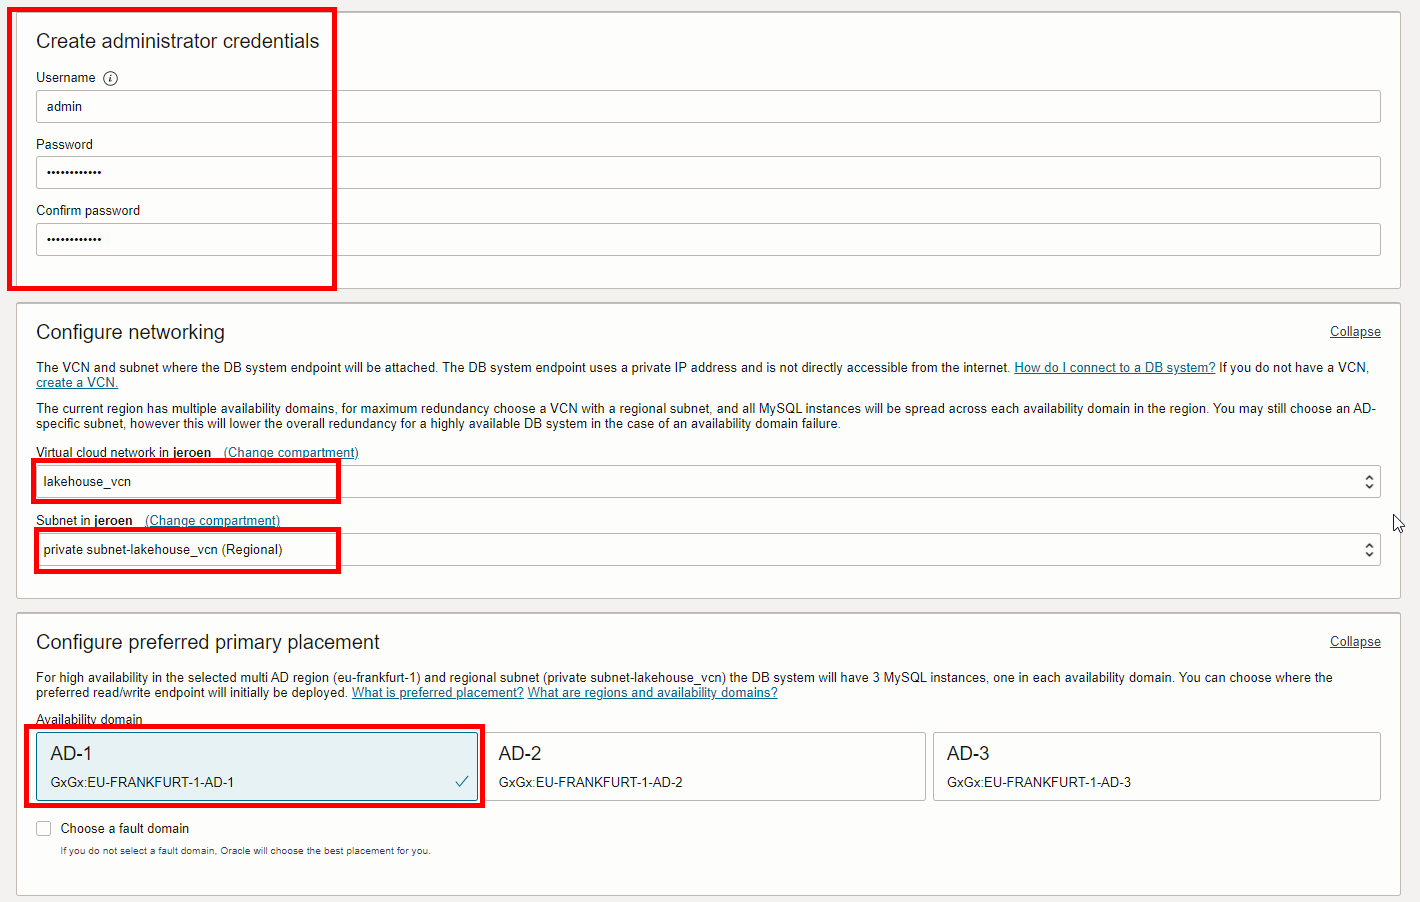 Create administrator credentials
Username
admin
Password
••••••••••••
Confirm password
••••••••••••
Configure networking
Collapse
The VCN and subnet where the DB system endpoint will be attached. The DB system endpoint uses a private IP address and is not directly accessible from the internet. How do I connect to a DB system? If you do not have a VCN,
create a VCN.
The current region has multiple availability domains, for maximum redundancy choose a VCN with a regional subnet, and all MySQL instances will be spread across each availability domain in the region. You may still choose an AD-
specific subnet, however this will lower the overall redundancy for a highly available DB system in the case of an availability domain failure.
Virtual cloud network in jeroen (Change compartment)
lakehouse_vcn
Subnet in jeroen (Change compartment)
private subnet-lakehouse_vcn (Regional)
Configure preferred primary placement
Collapse
For high availability in the selected multi AD region (eu-frankfurt-1) and regional subnet (private subnet-lakehouse_vcn) the DB system will have 3 MySQL instances, one in each availability domain. You can choose where the
preferred read/write endpoint will initially be deployed. What is preferred placement? What are regions and availability domains?
Availability domain
AD-1
GxGx:EU-FRANKFURT-1-AD-1
AD-2
GxGx:EU-FRANKFURT-1-AD-2
AD-3
GxGx:EU-FRANKFURT-1-AD-3
Choose a fault domain
If you do not select a fault domain, Oracle will choose the best placement for you.